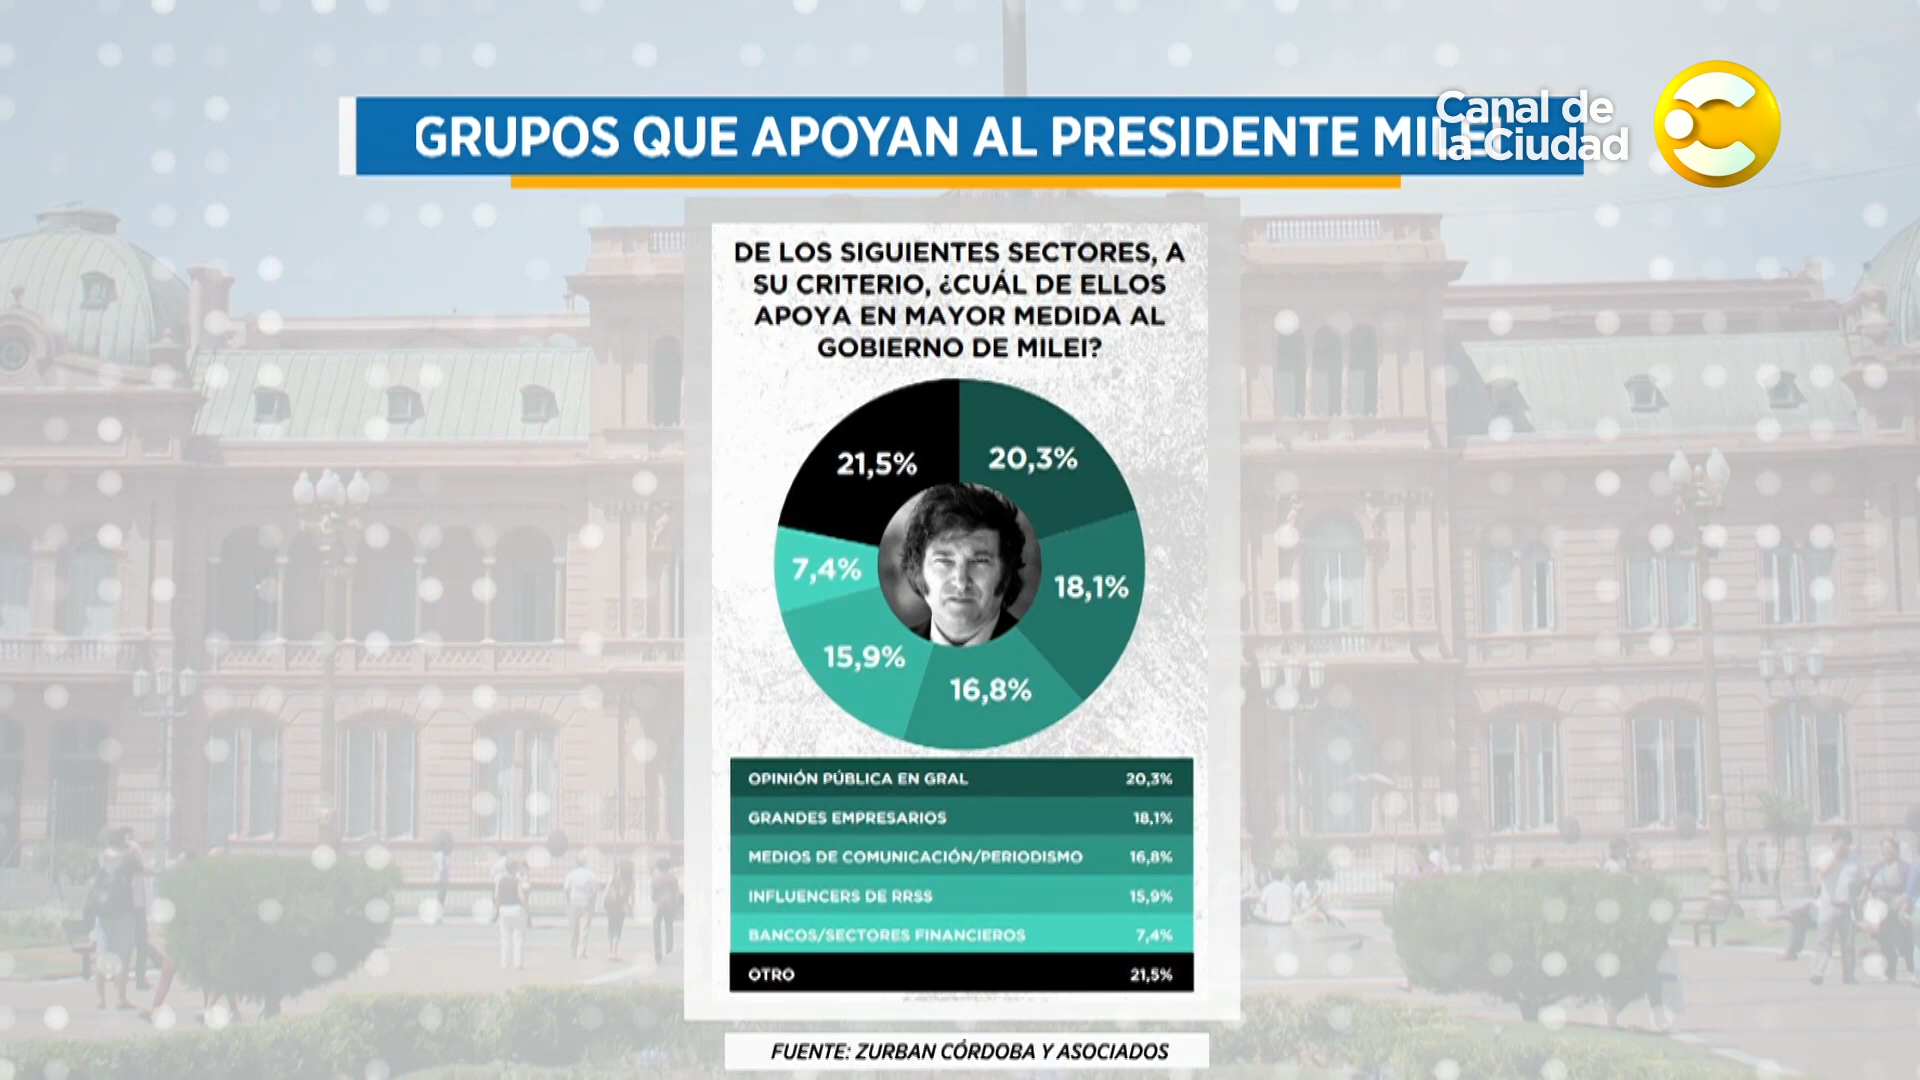 GRUPOS QUE APOYAN AL PRESIDENTE MILEI
Canal de
la Ciudad
DE LOS SIGUIENTES SECTORES, A
SU CRITERIO, ¿CUÁL DE ELLOS
APOYA EN MAYOR MEDIDA AL
GOBIERNO DE MILEI?
21,5%
20,3%
7,4%
18,1%
15,9%
16,8%
OPINIÓN PÚBLICA EN GRAL 20,3%
GRANDES EMPRESARIOS 18,1%
MEDIOS DE COMUNICACIÓN/PERIODISMO 16,8%
INFLUENCERS DE RRSS 15,9%
BANCOS/SECTORES FINANCIEROS 7,4%
OTRO 21,5%
FUENTE: ZURBAN CÓRDOBA Y ASOCIADOS